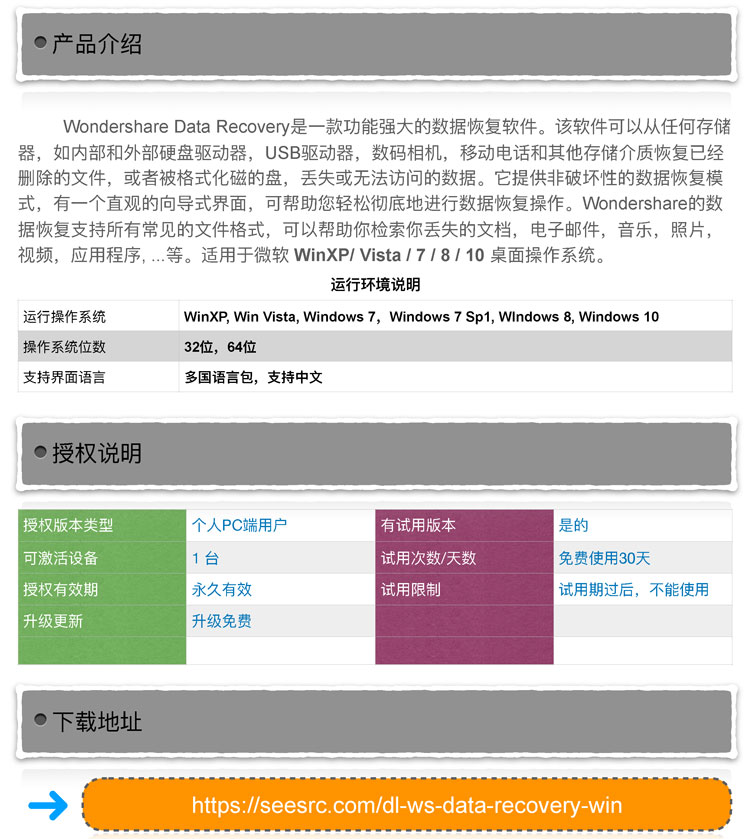 产品介绍
Wondershare Data Recovery是一款功能强大的数据恢复软件。该软件可以从任何存储
器，如内部和外部硬盘驱动器，USB驱动器，数码相机，移动电话和其他存储介质恢复已经
删除的文件，或者被格式化磁的盘，丢失或无法访问的数据。它提供非破坏性的数据恢复模
式，有一个直观的向导式界面，可帮助您轻松彻底地进行数据恢复操作。Wondershare的数
据恢复支持所有常见的文件格式，可以帮助你检索你丢失的文档，电子邮件，音乐，照片，
视频，应用程序, ...等。适用于微软 WinXP/ Vista / 7 / 8 / 10 桌面操作系统。
运行环境说明
运行操作系统 WinXP, Win Vista, Windows 7，Windows 7 Sp1, WIndows 8, Windows 10
操作系统位数 32位，64位
支持界面语言 多国语言包，支持中文
授权说明
授权版本类型 个人PC端用户 有试用版本 是的
可激活设备 1 台 试用次数/天数 免费使用30天
授权有效期 永久有效 试用限制 试用期过后，不能使用
升级更新 升级免费
下载地址
https://seesrc.com/dl-ws-data-recovery-win